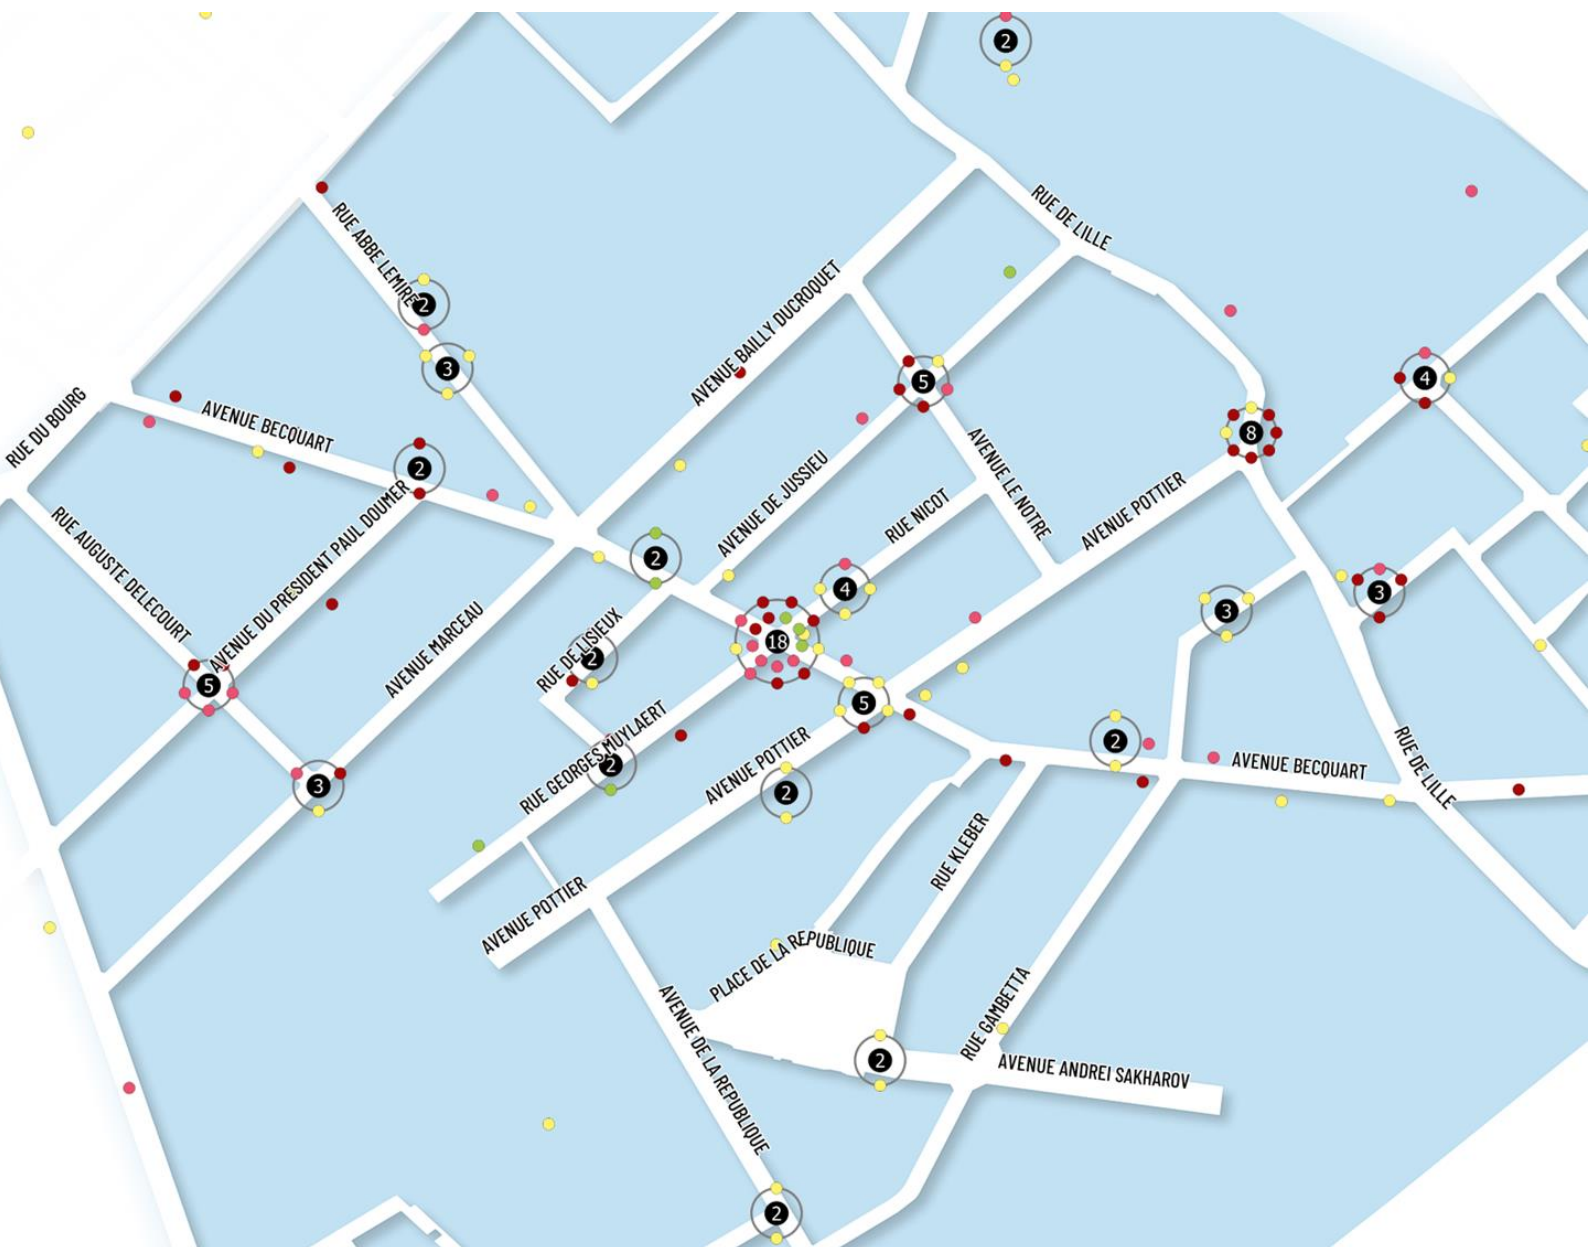 2
RUE DE LILLE
RUE ABBE LEMIRE
2
3
AVENUE BAILLY DUCROQUET
5
4
RUE DU BOURG
AVENUE BECQUART
2
8
AVENUE LE NOTRE
AVENUE DE JUSSIEU
RUE NICOT
AVENUE POTTIER
RUE AUGUSTE DELECOURT
AVENUE DU PRESIDENT PAUL DOUMER
2
4
3
3
AVENUE MARCEAU
RUE DE LISIEUX
2
18
5
5
RUE GEORGES MUYLAERT
2
AVENUE POTTIER
2
2
AVENUE BECQUART
RUE DE LILLE
3
RUE KLEBER
AVENUE POTTIER
PLACE DE LA REPUBLIQUE
AVENUE DE LA REPUBLIQUE
RUE GAMBETTA
2
AVENUE ANDREI SAKHAROV
2